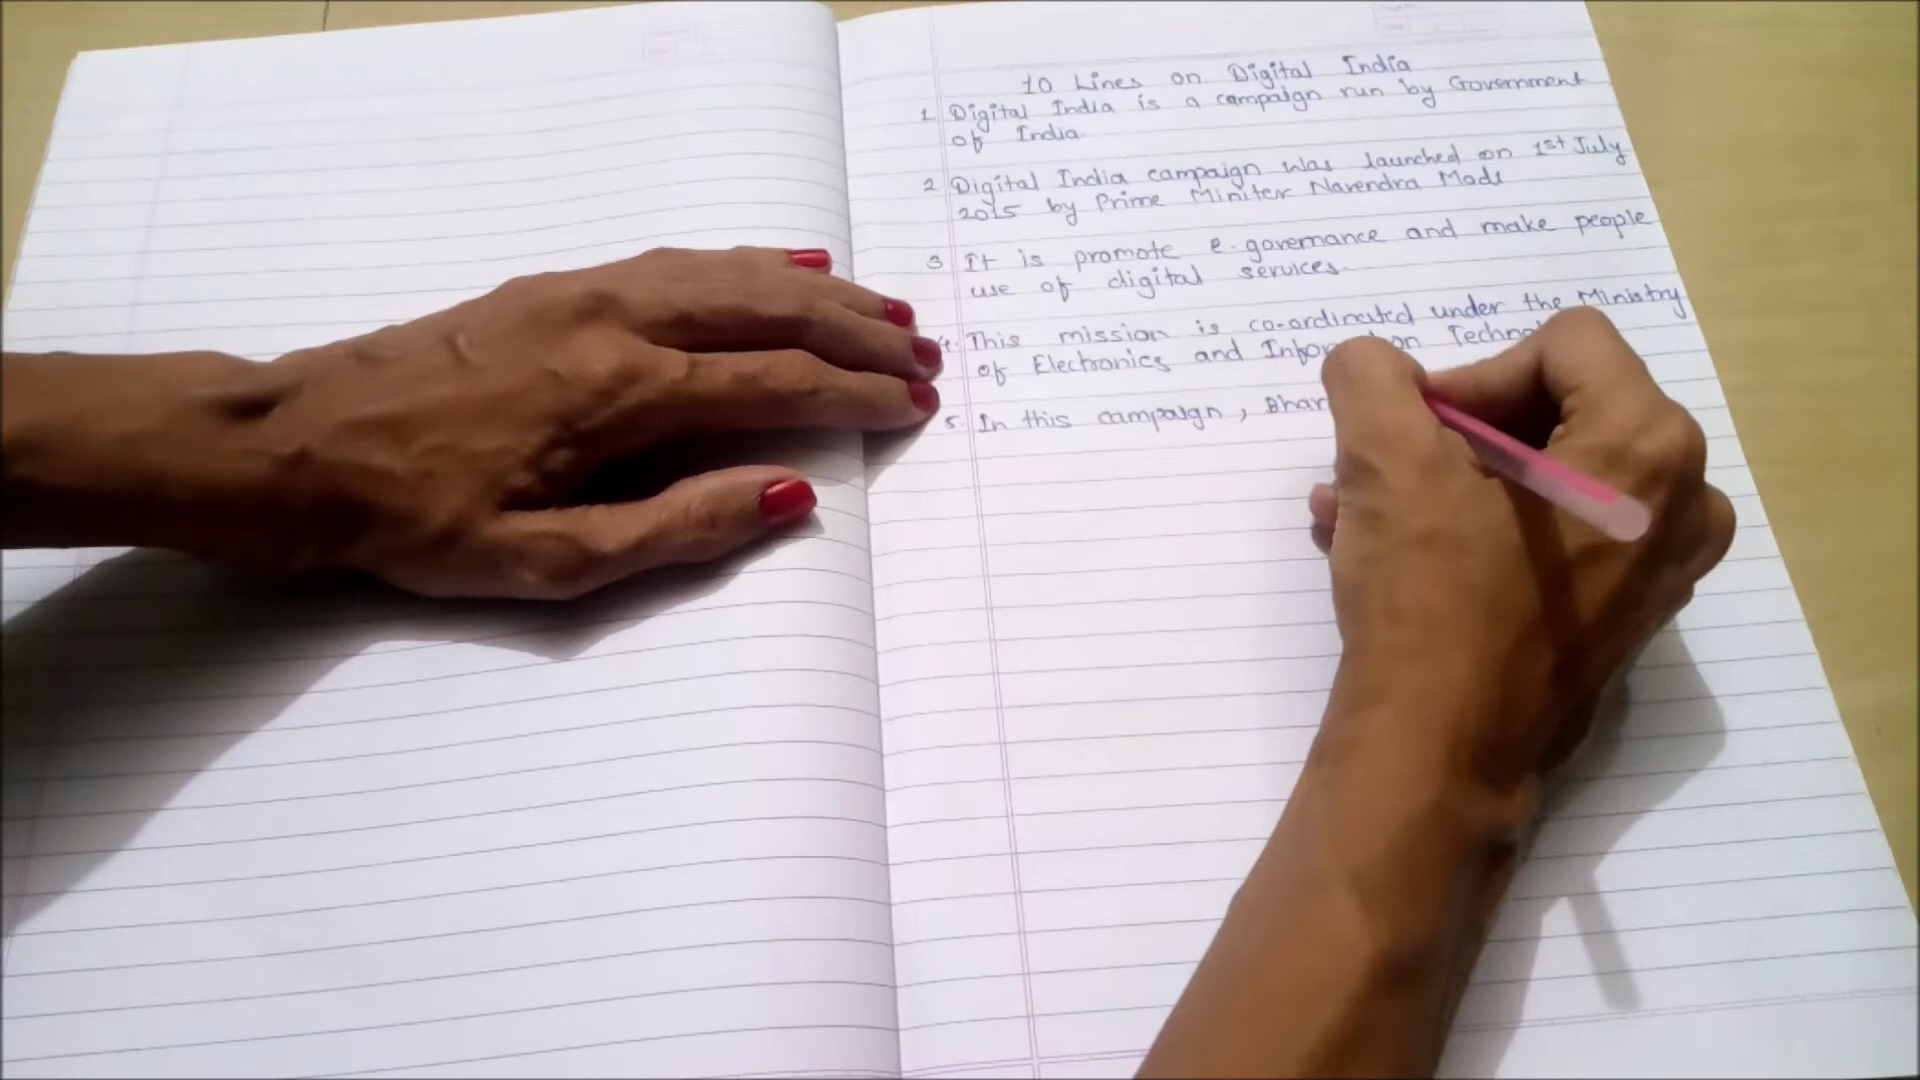 10 Lines on Digital India
1 Digital India is a campaign run by Government
of India.
2 Digital India campaign was launched on 1st July
2015 by Prime Miniter Narendra Modi
3 It is promote e-governance and make people
use of digital services.
4. This mission is co-ordinated under the Ministry
of Electronics and
5. In this campaign,